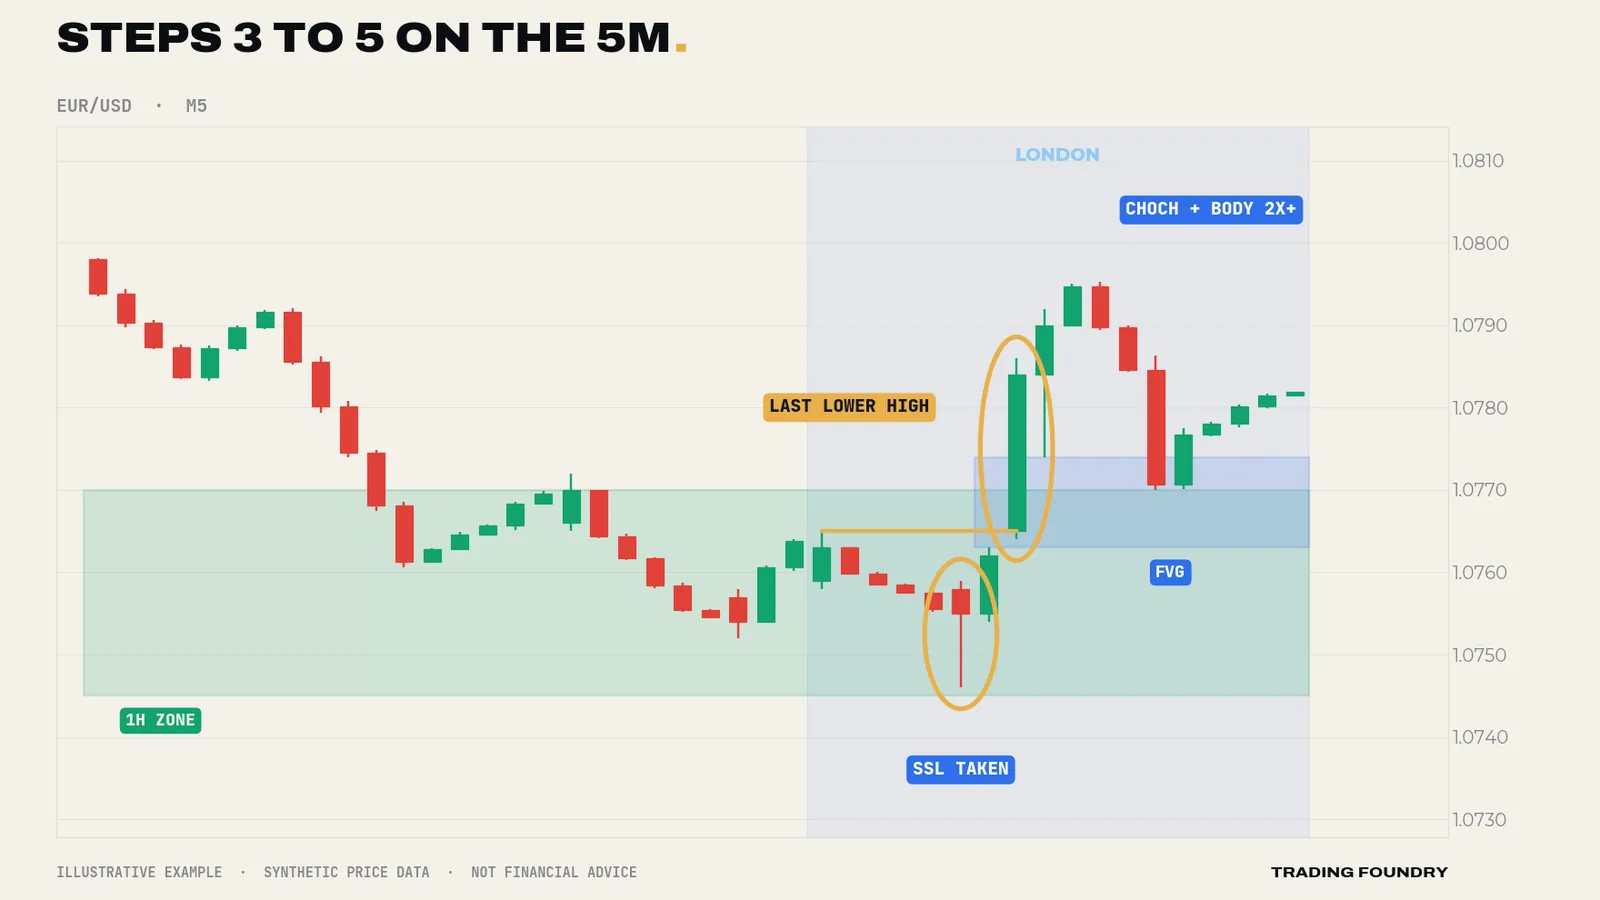 STEPS 3 TO 5 ON THE 5M.
EUR/USD · M5
LONDON
1.0810
CHOCH + BODY 2X+
1.0800
1.0790
LAST LOWER HIGH
1.0780
1.0770
FVG
1.0760
1.0750
1H ZONE
1.0740
SSL TAKEN
1.0730
ILLUSTRATIVE EXAMPLE · SYNTHETIC PRICE DATA · NOT FINANCIAL ADVICE
TRADING FOUNDRY